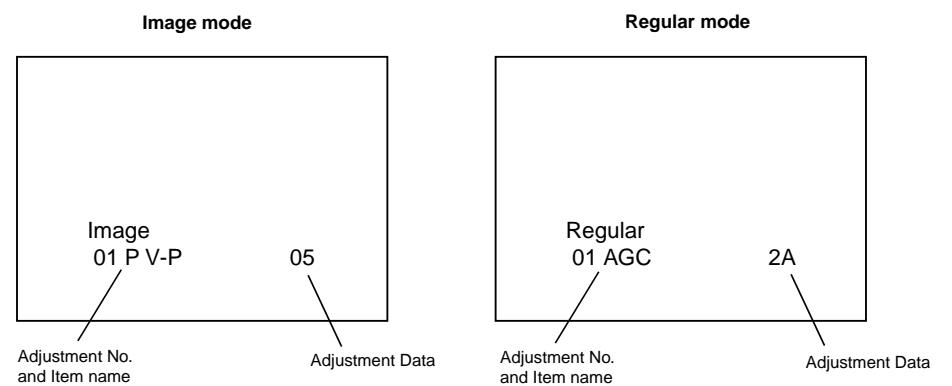 Image mode
Image
01 P V-P 05
Adjustment No.
and Item name
Adjustment Data
Regular mode
Regular
01 AGC 2A
Adjustment No.
and Item name
Adjustment Data